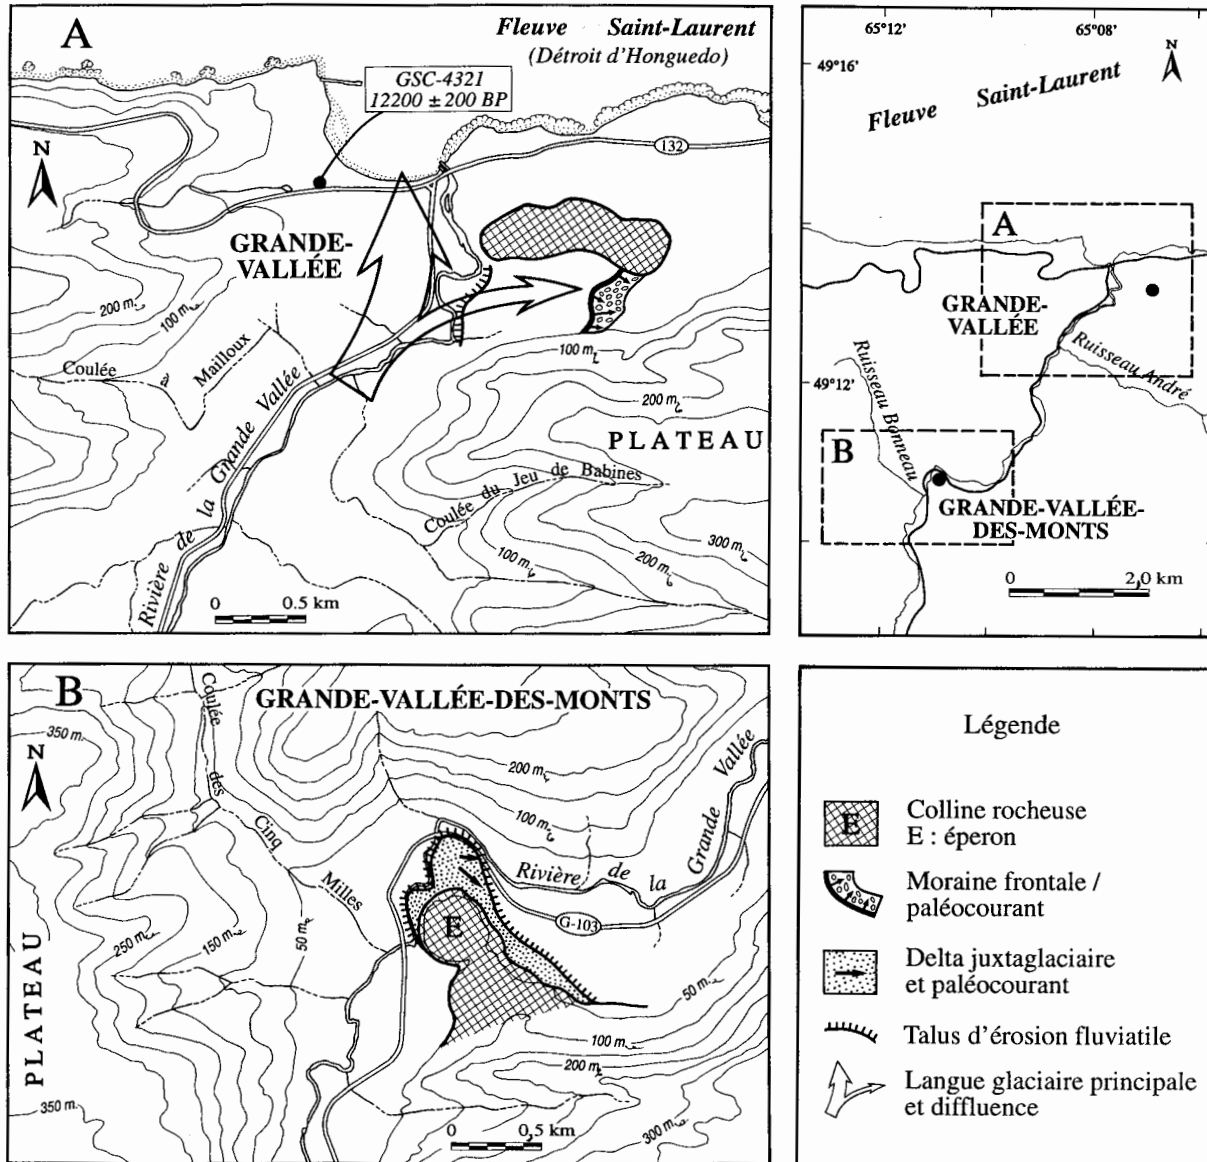 A
Fleuve Saint-Laurent
(Détroit d'Honguedo)
GSC-4321
12200 ± 200 BP
N
132
GRANDE-
VALLÉE
200 m.
100 m.
Coulée à Mailloux
Rivière de la Grande Vallée
100 m.
200 m.
PLATEAU
Coulée du Jeu de Babines
300 m.
200 m.
100 m.
0 0.5 km
65°12' 65°08'
N
49°16'
Fleuve Saint-Laurent
A
GRANDE-
VALLÉE
Ruisseau André
49°12'
Ruisseau Bonneau
B
GRANDE-VALLÉE-
DES-MONTS
0 2,0 km
B
GRANDE-VALLÉE-DES-MONTS
N
350 m.
Coulée des Cinq Milles
200 m.
100 m.
Rivière de la Grande Vallée
G-103
E
250 m.
150 m.
50 m.
PLATEAU
50 m.
100 m.
200 m.
300 m.
350 m.
0 0,5 km
Légende
E
Colline rocheuse
E : éperon
Moraine frontale /
paléocourant
Delta juxtaglaciaire
et paléocourant
Talus d'érosion fluviatile
Langue glaciaire principale
et diffluence